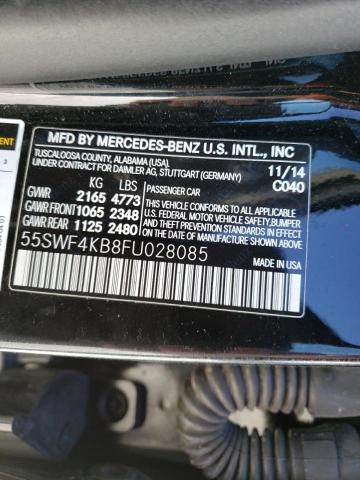 MFD BY MERCEDES-BENZ U.S. INTL., INC
TUSCALOOSA COUNTY, ALABAMA (USA). 11/14
UNDER CONTRACT FOR DAIMLER AG, STUTTGART (GERMANY) C040
KG LBS PASSENGER CAR
GVWR 2165 4773 THIS VEHICLE CONFORMS TO ALL APPLICABLE
GAWR FRONT 1065 2348 U.S. FEDERAL MOTOR VEHICLE SAFETY, BUMPER,
GAWR REAR 1125 2480 AND THEFT PREVENTION STANDARDS IN EFFECT
ON THE DATE OF MANUFACTURE SHOWN ABOVE.
55SWF4KB8FU028085